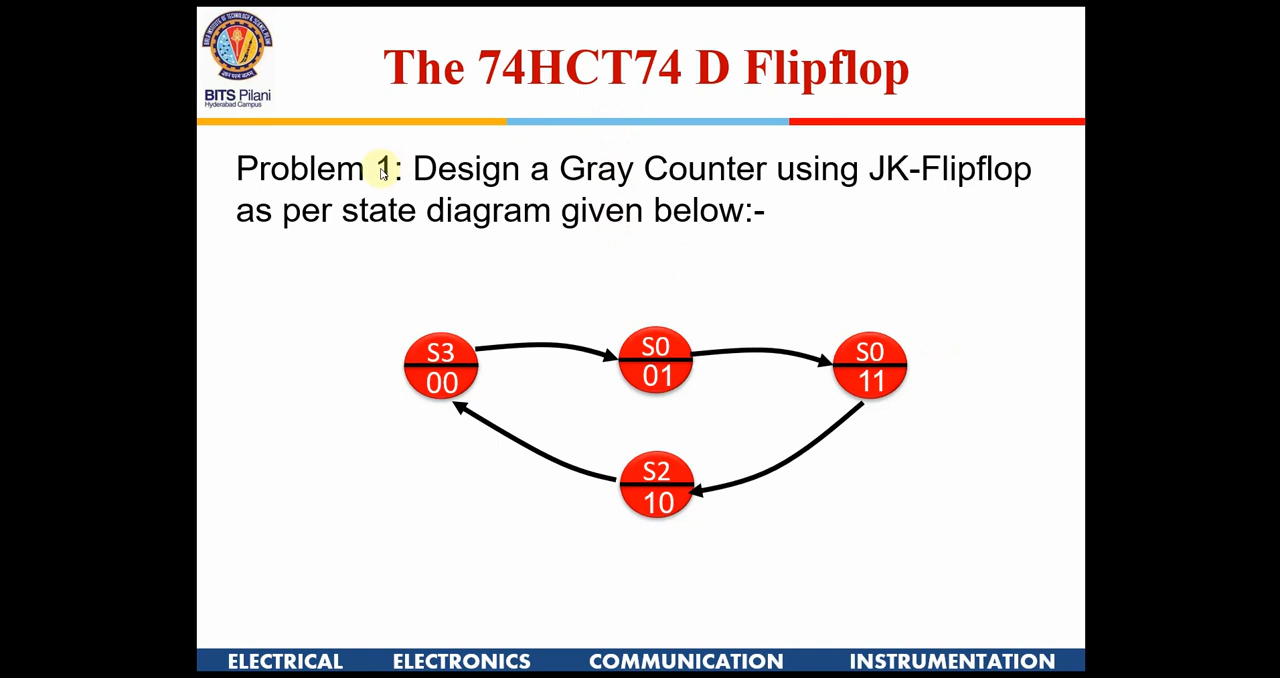 The 74HCT74 D Flipflop
BITS Pilani
Hyderabad Campus
Problem 1: Design a Gray Counter using JK-Flipflop
as per state diagram given below:-
S3
00
S0
01
S0
11
S2
10
ELECTRICAL ELECTRONICS COMMUNICATION INSTRUMENTATION